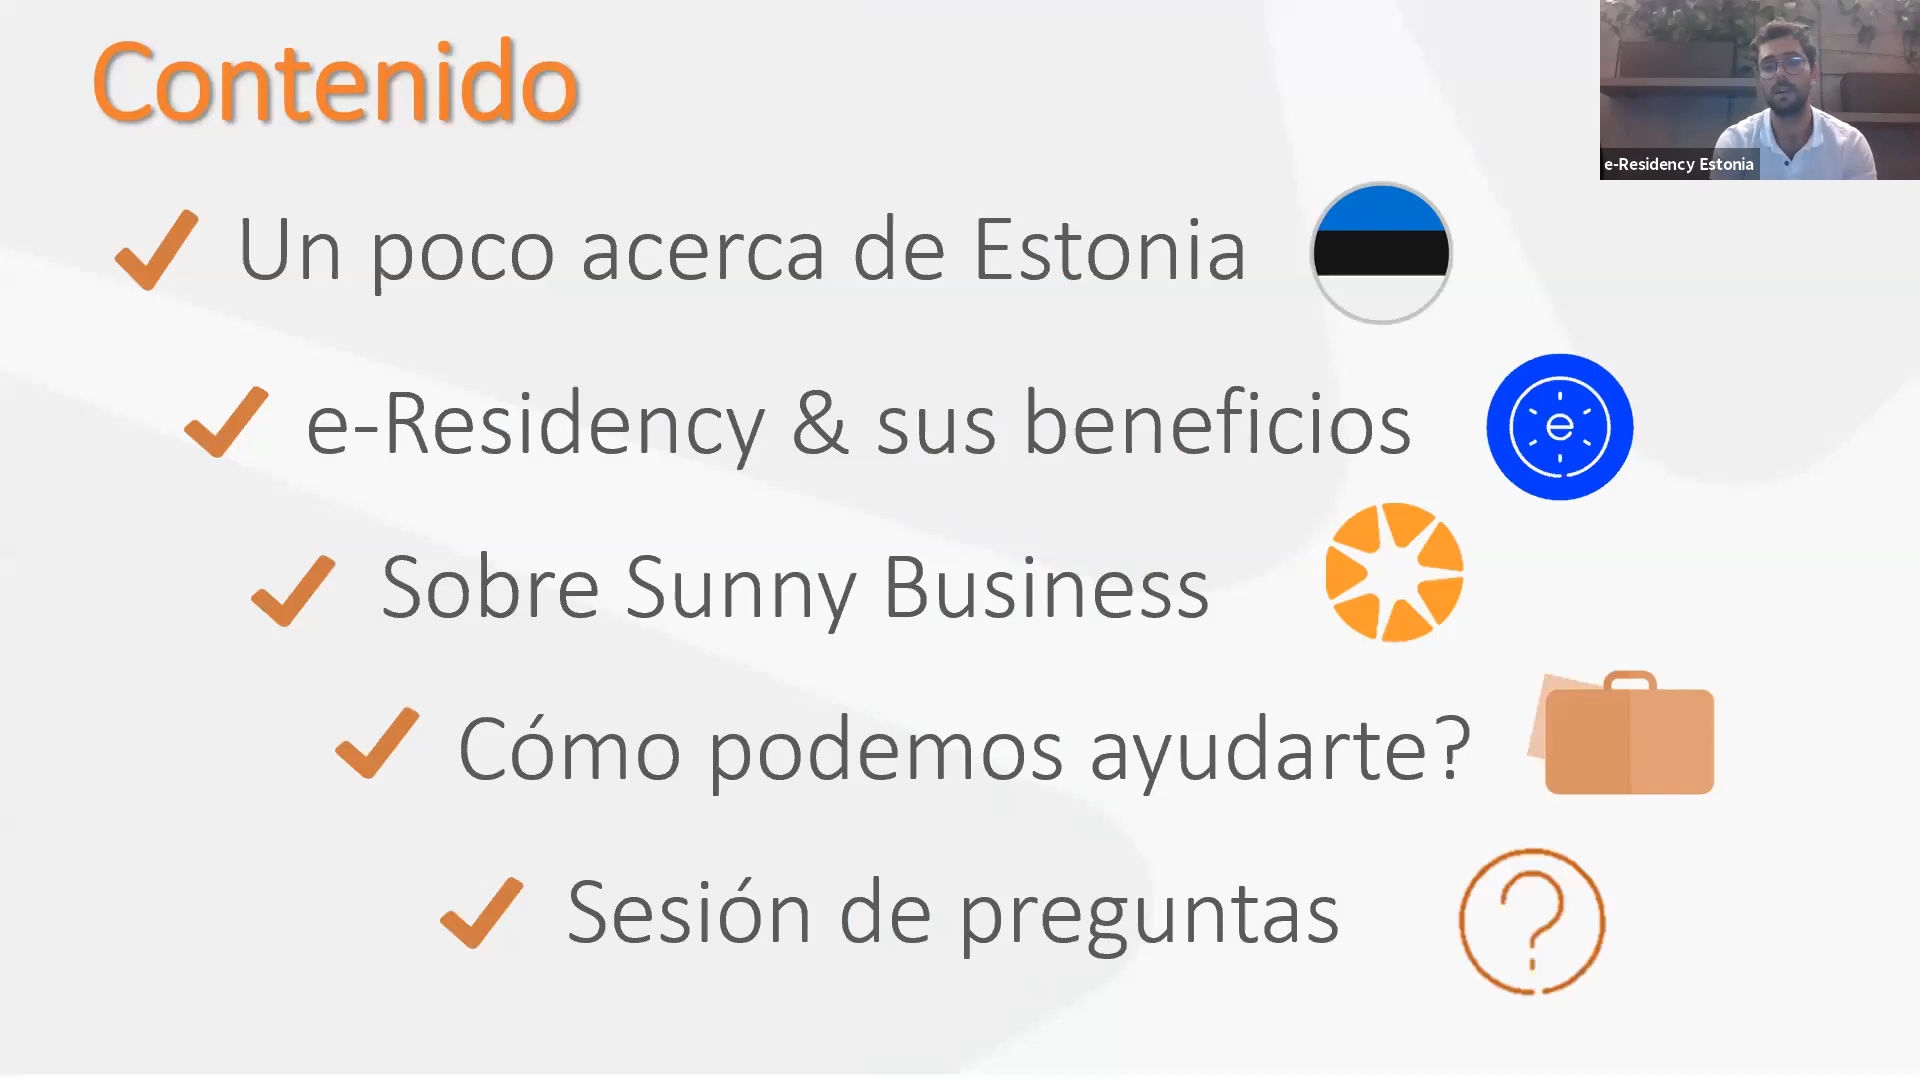 Contenido
e-Residency Estonia
Un poco acerca de Estonia
e-Residency & sus beneficios
e
Sobre Sunny Business
Cómo podemos ayudarte?
Sesión de preguntas
?